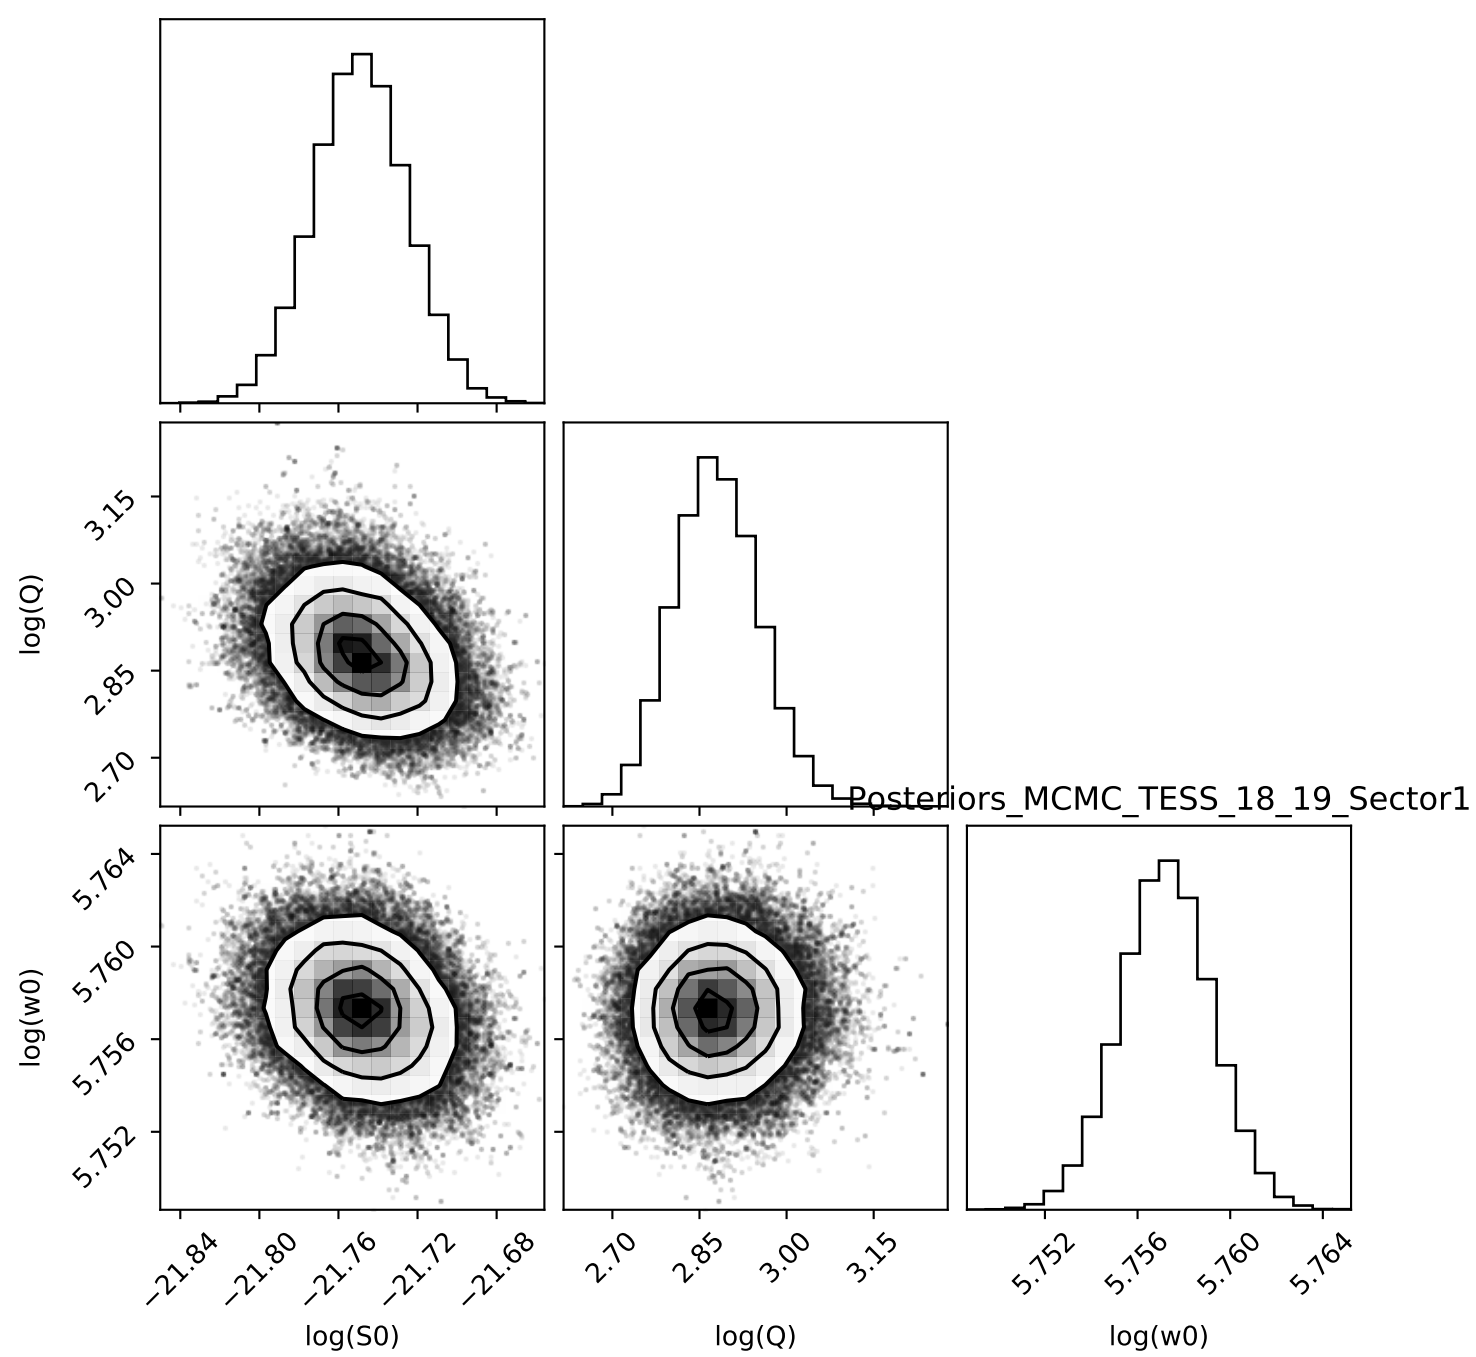 3.15
3.00
2.85
2.70
log(Q)
Posteriors_MCMC_TESS_18_19_Sector1
5.764
5.760
5.756
5.752
log(w0)
−21.84 −21.80 −21.76 −21.72 −21.68 2.70 2.85 3.00 3.15 5.752 5.756 5.760 5.764
log(S0) log(Q) log(w0)